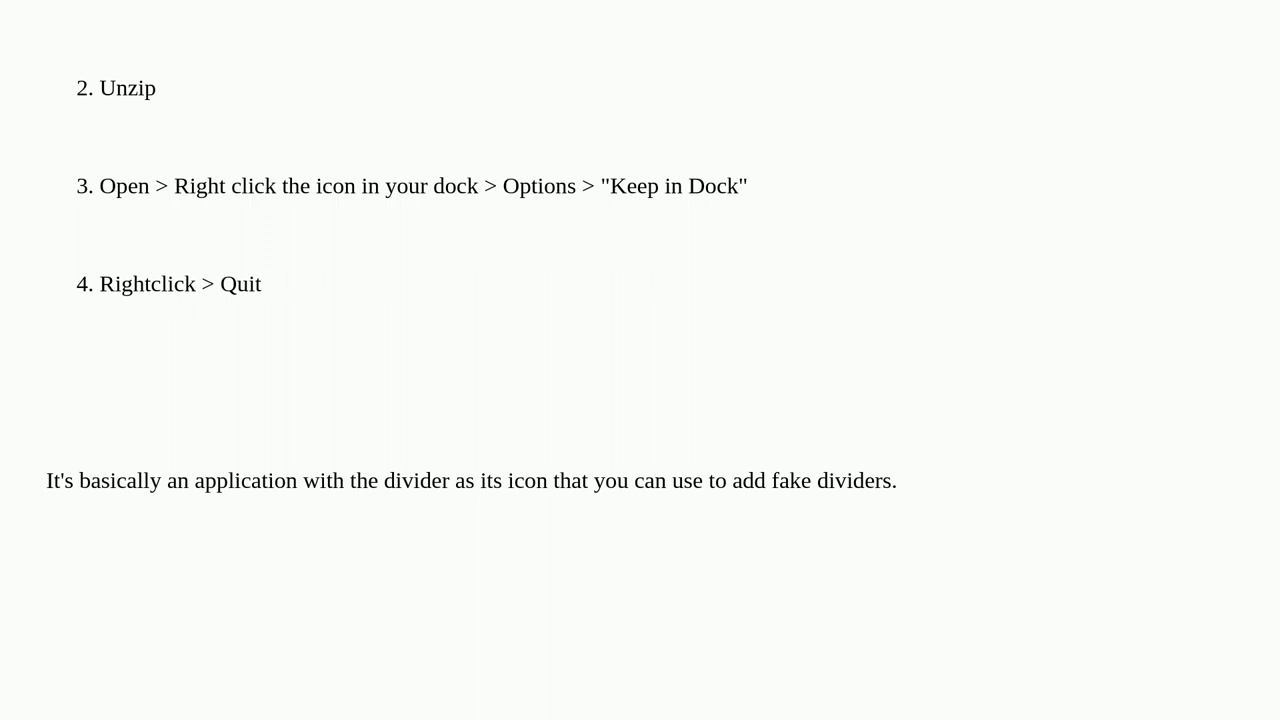 2. Unzip
3. Open > Right click the icon in your dock > Options > "Keep in Dock"
4. Rightclick > Quit
It's basically an application with the divider as its icon that you can use to add fake dividers.